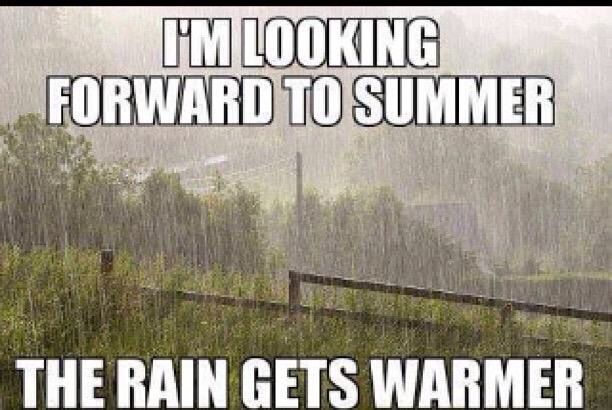 I'M LOOKING
FORWARD TO SUMMER
THE RAIN GETS WARMER